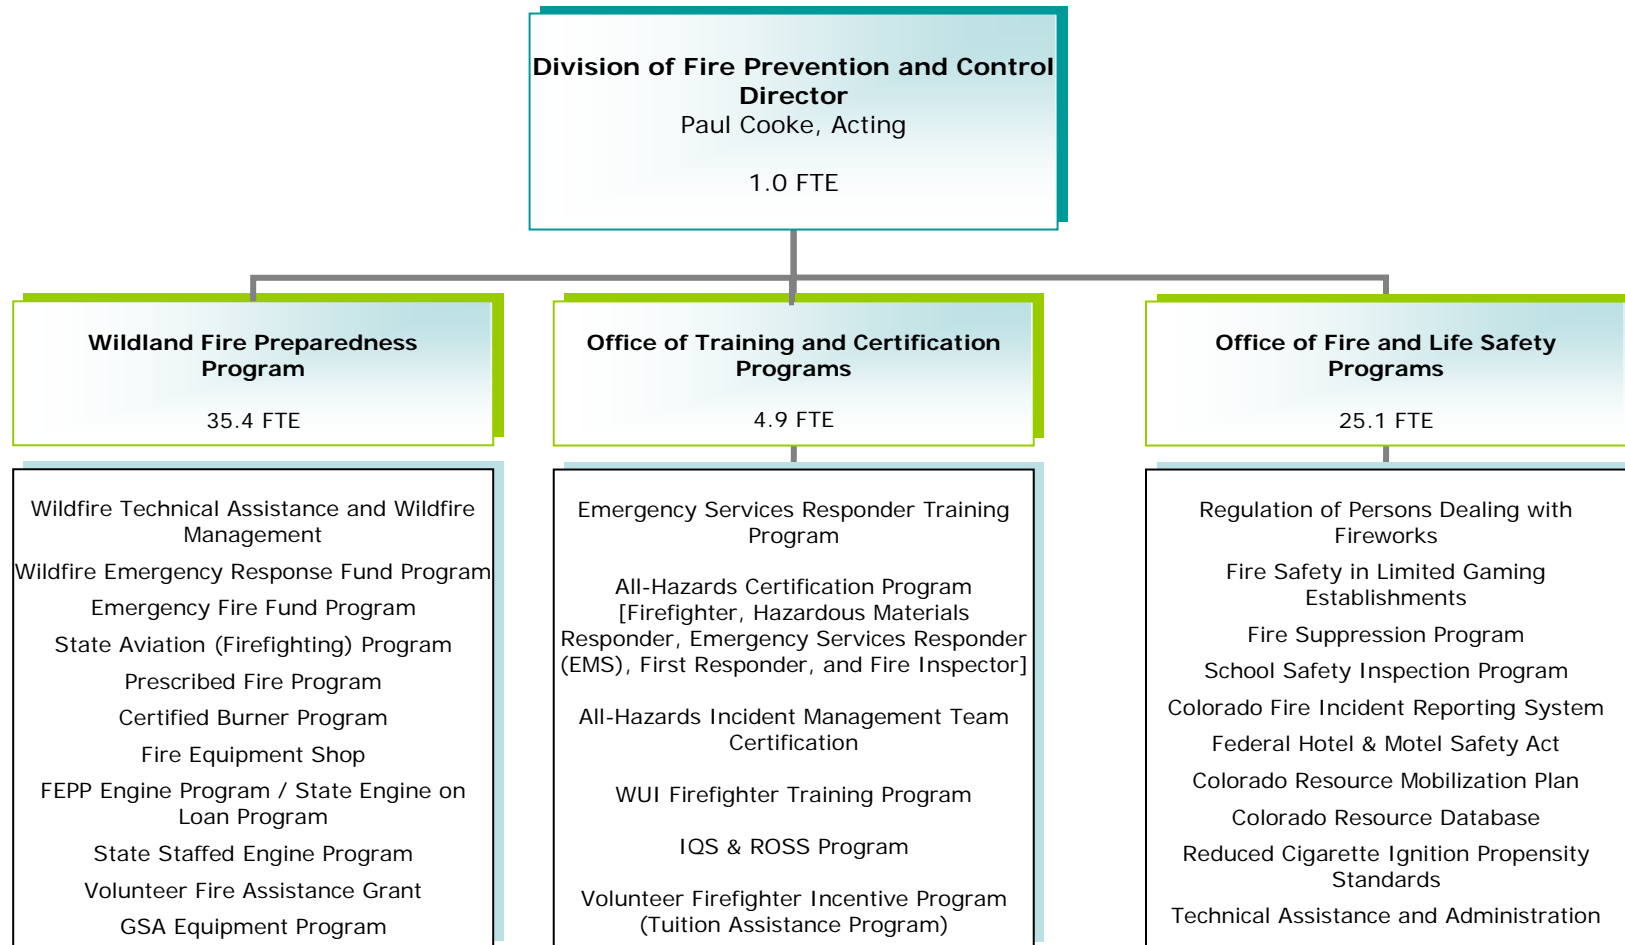 Division of Fire Prevention and Control
Director
Paul Cooke, Acting
1.0 FTE
Wildland Fire Preparedness
Program
35.4 FTE
Wildfire Technical Assistance and Wildfire
Management
Wildfire Emergency Response Fund Program
Emergency Fire Fund Program
State Aviation (Firefighting) Program
Prescribed Fire Program
Certified Burner Program
Fire Equipment Shop
FEPP Engine Program / State Engine on
Loan Program
State Staffed Engine Program
Volunteer Fire Assistance Grant
GSA Equipment Program
Office of Training and Certification
Programs
4.9 FTE
Emergency Services Responder Training
Program
All-Hazards Certification Program
[Firefighter, Hazardous Materials
Responder, Emergency Services Responder
(EMS), First Responder, and Fire Inspector]
All-Hazards Incident Management Team
Certification
WUI Firefighter Training Program
IQS & ROSS Program
Volunteer Firefighter Incentive Program
(Tuition Assistance Program)
Office of Fire and Life Safety
Programs
25.1 FTE
Regulation of Persons Dealing with
Fireworks
Fire Safety in Limited Gaming
Establishments
Fire Suppression Program
School Safety Inspection Program
Colorado Fire Incident Reporting System
Federal Hotel & Motel Safety Act
Colorado Resource Mobilization Plan
Colorado Resource Database
Reduced Cigarette Ignition Propensity
Standards
Technical Assistance and Administration